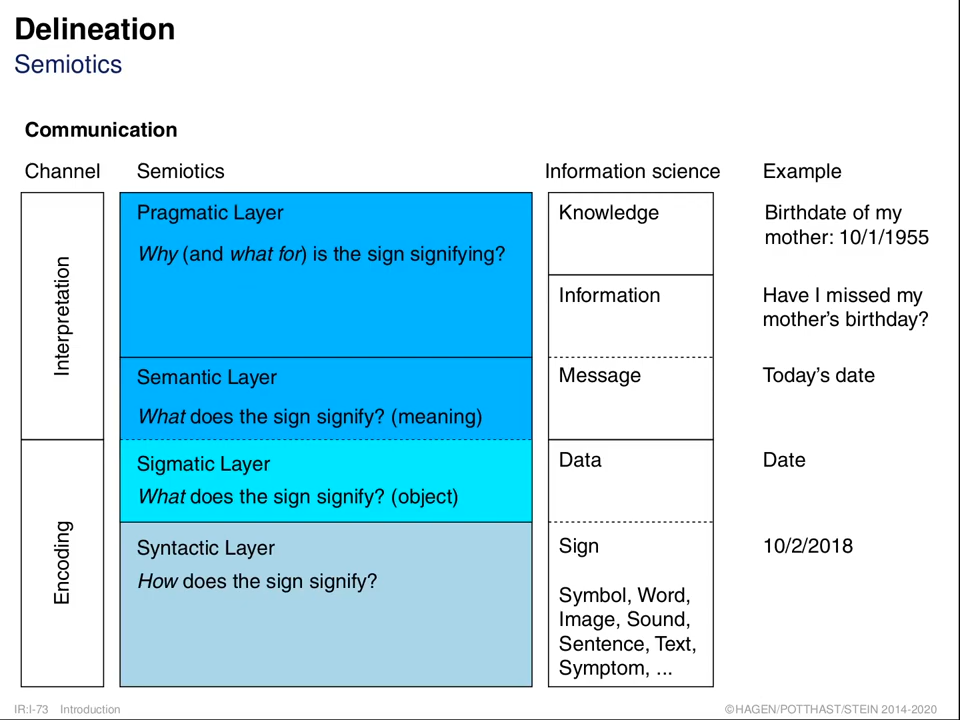 Delineation
Semiotics
Communication
Channel
Semiotics
Information science
Example
Interpretation
Pragmatic Layer
Why (and what for) is the sign signifying?
Knowledge
Birthdate of my
mother: 10/1/1955
Information
Have I missed my
mother’s birthday?
Semantic Layer
What does the sign signify? (meaning)
Message
Today’s date
Encoding
Sigmatic Layer
What does the sign signify? (object)
Data
Date
Syntactic Layer
How does the sign signify?
Sign
10/2/2018
Symbol, Word,
Image, Sound,
Sentence, Text,
Symptom, ...
IR:I-73 Introduction
©HAGEN/POTTHAST/STEIN 2014-2020